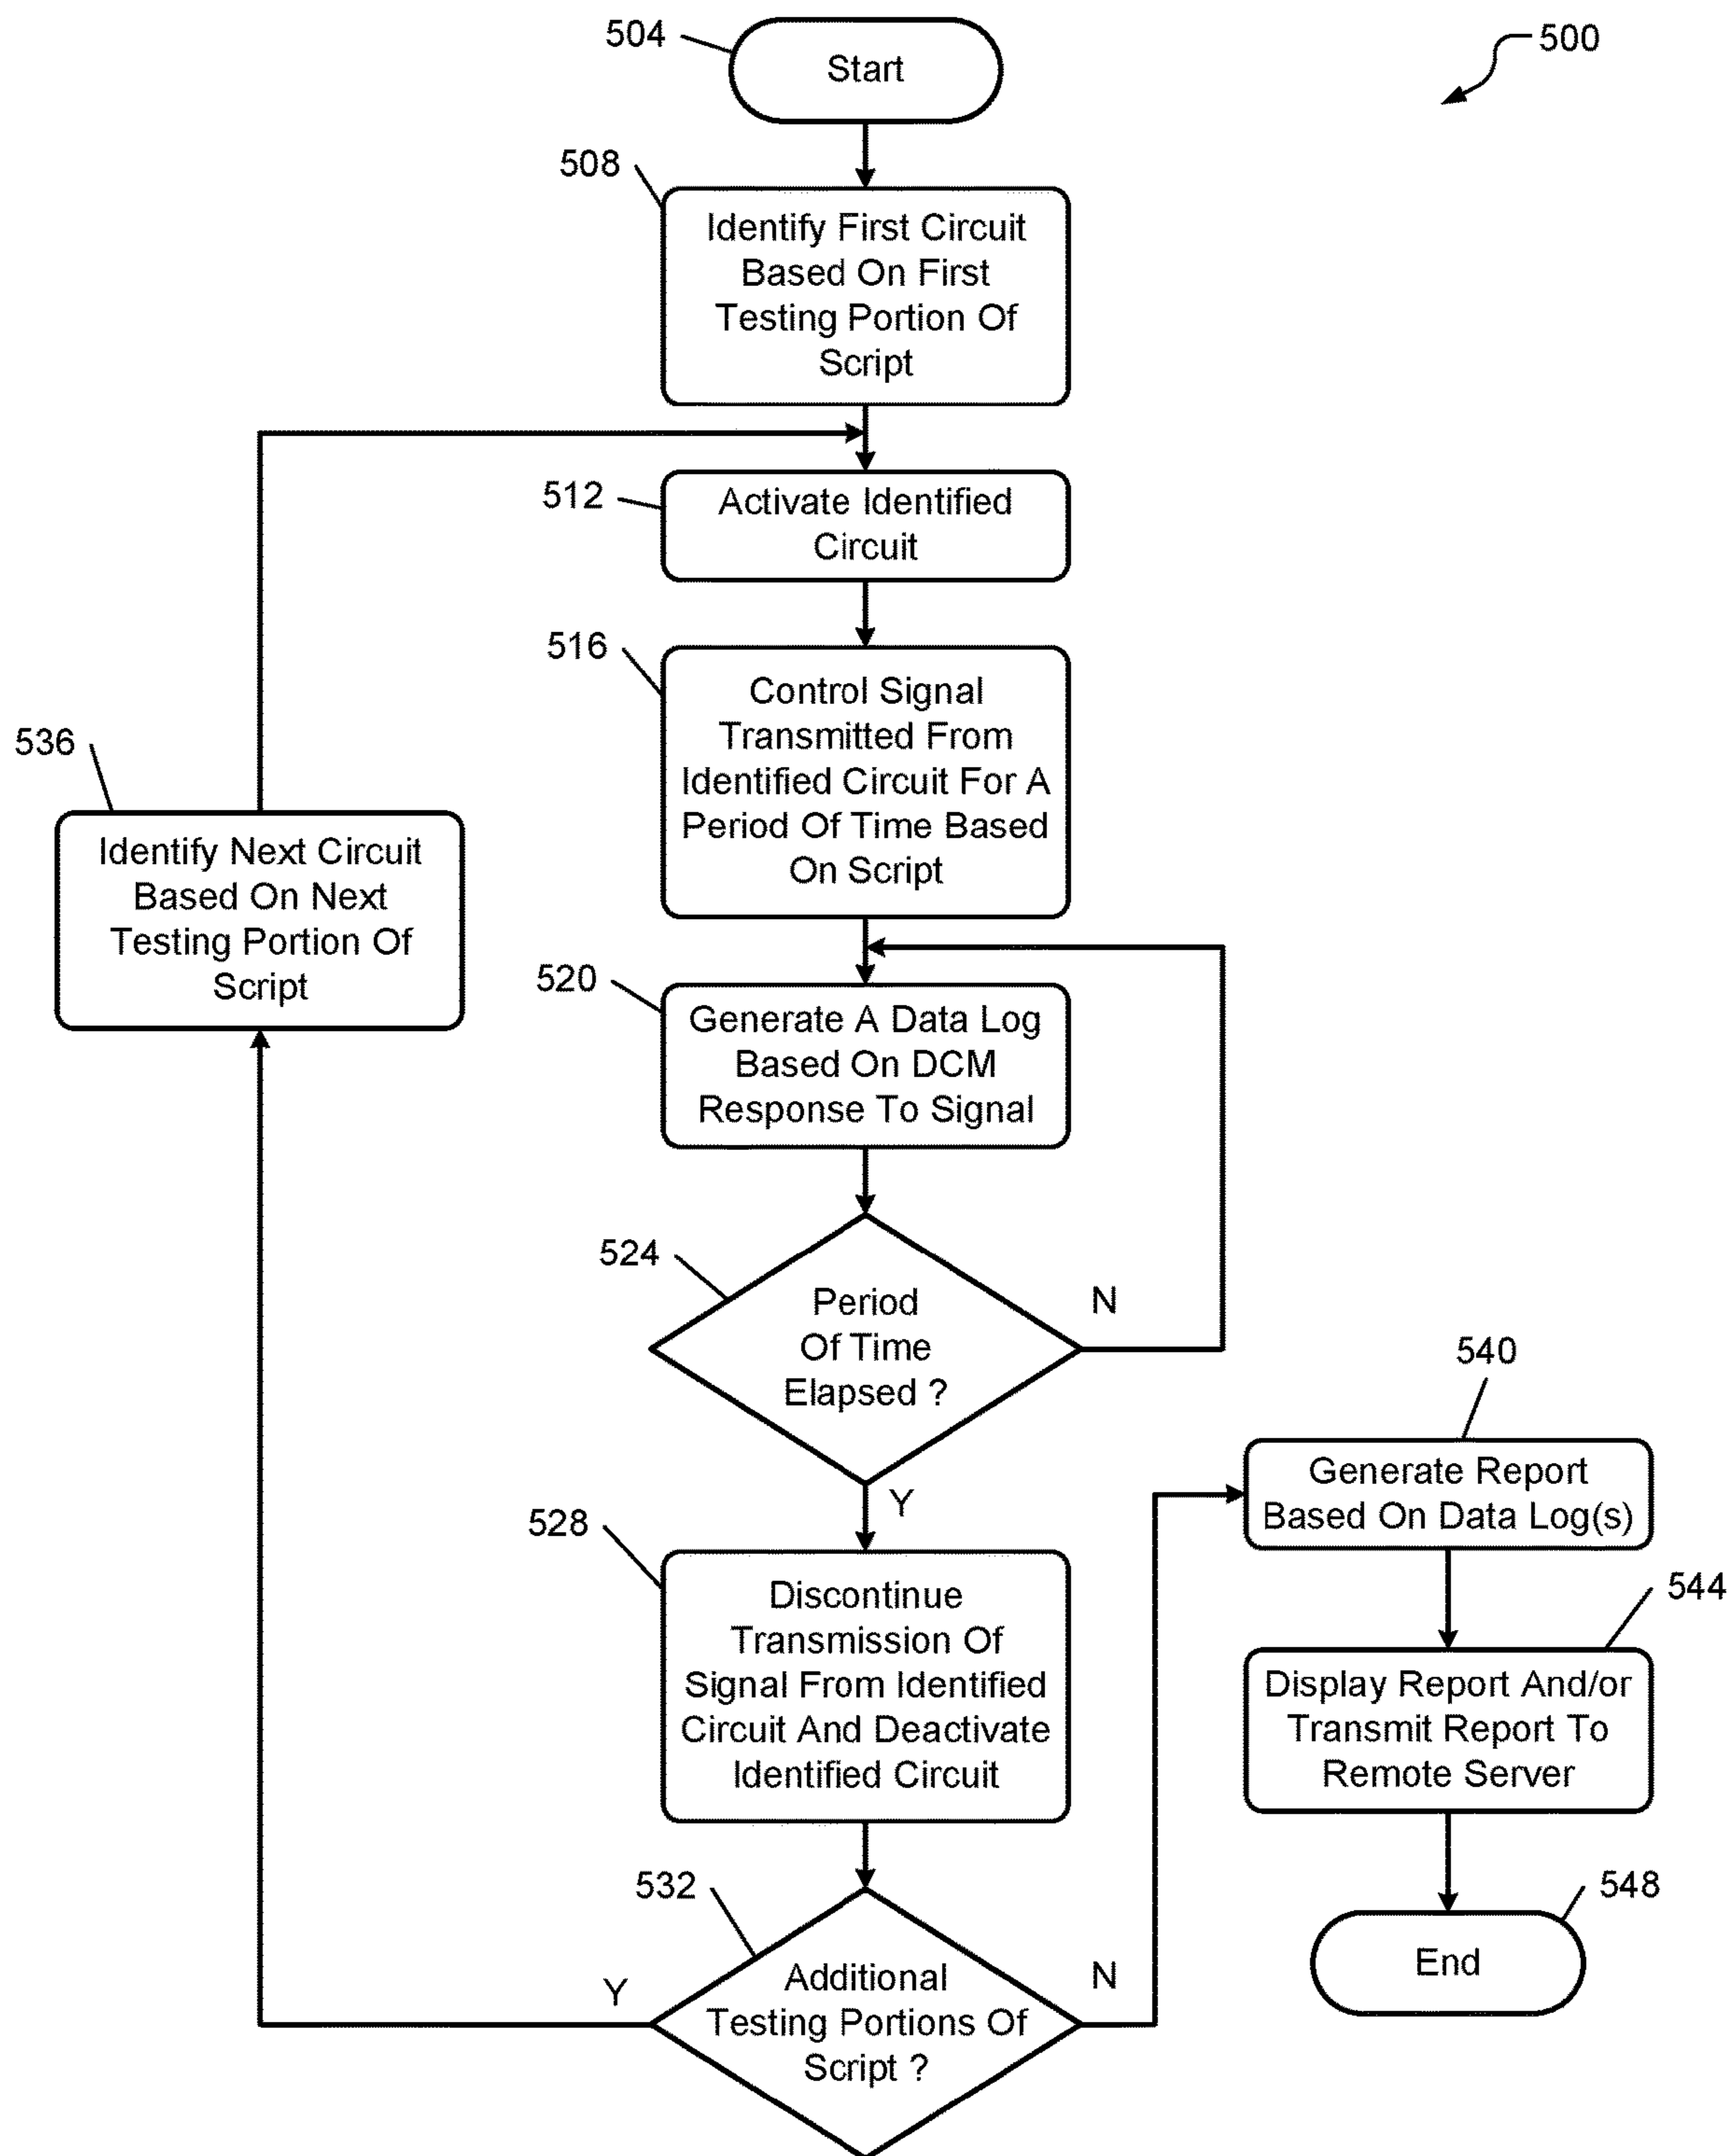 504
Start
500
508
Identify First Circuit
Based On First
Testing Portion Of
Script
512
Activate Identified
Circuit
516
Control Signal
Transmitted From
Identified Circuit For A
Period Of Time Based
On Script
536
Identify Next Circuit
Based On Next
Testing Portion Of
Script
520
Generate A Data Log
Based On DCM
Response To Signal
524
Period
Of Time
Elapsed ?
N
Y
528
Discontinue
Transmission Of
Signal From Identified
Circuit And Deactivate
Identified Circuit
532
Additional
Testing Portions Of
Script ?
Y
N
540
Generate Report
Based On Data Log(s)
544
Display Report And/or
Transmit Report To
Remote Server
548
End